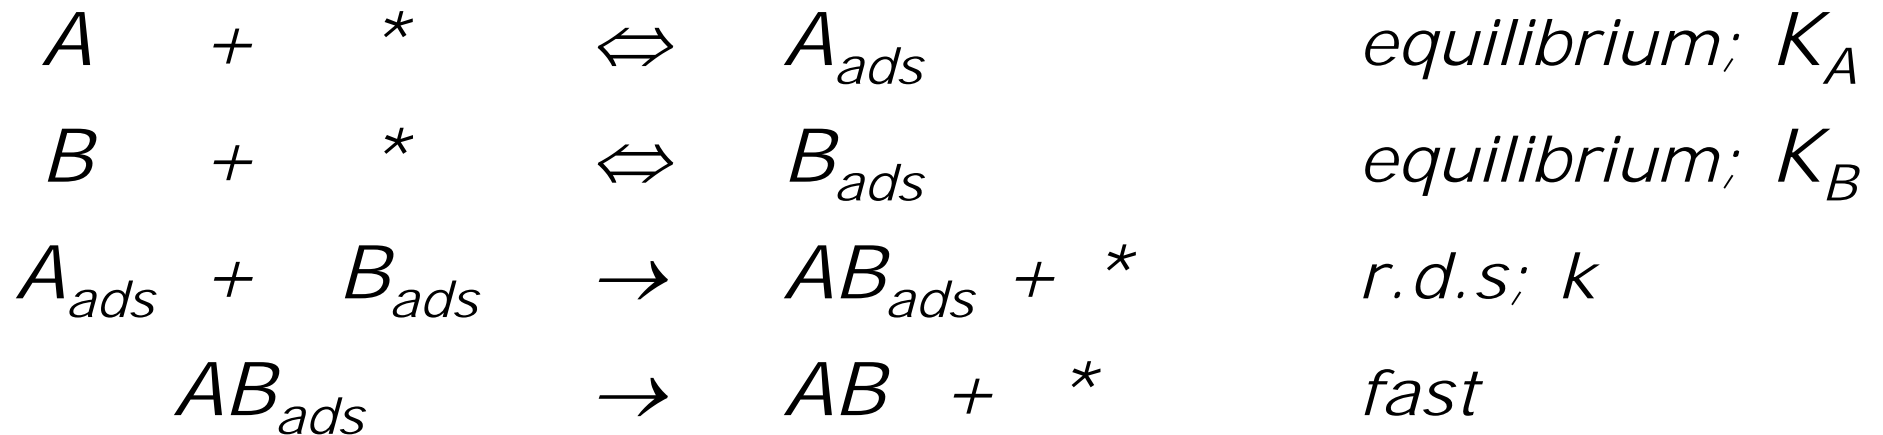 A + * ⇔ A_ads equilibrium; K_A
B + * ⇔ B_ads equilibrium; K_B
A_ads + B_ads → AB_ads + * r.d.s; k
AB_ads → AB + * fast